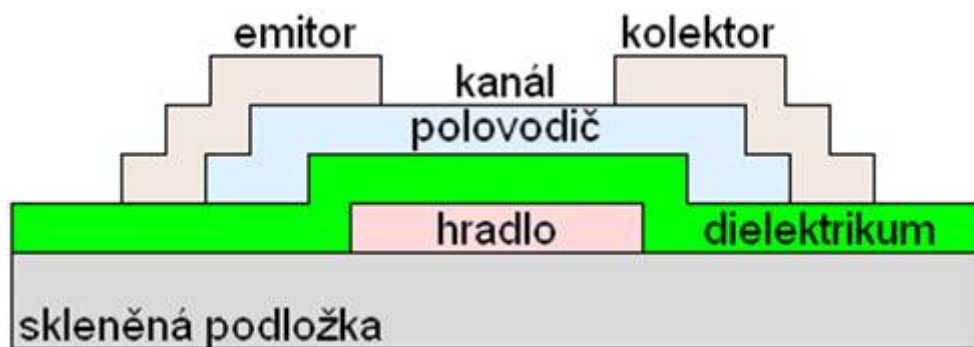 emitor
kolektor
kanál
polovodič
hradlo
dielektrikum
skleněná podložka